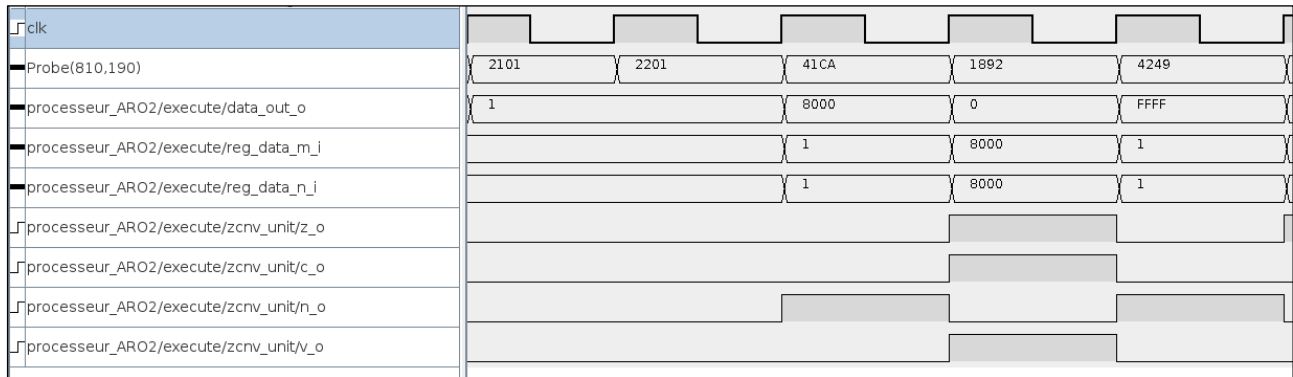 clk
Probe(810,190) 2101 2201 41CA 1892 4249
processeur_ARO2/execute/data_out_o 1 8000 0 FFFF
processeur_ARO2/execute/reg_data_m_i 1 8000 1
processeur_ARO2/execute/reg_data_n_i 1 8000 1
processeur_ARO2/execute/zcnv_unit/z_o
processeur_ARO2/execute/zcnv_unit/c_o
processeur_ARO2/execute/zcnv_unit/n_o
processeur_ARO2/execute/zcnv_unit/v_o